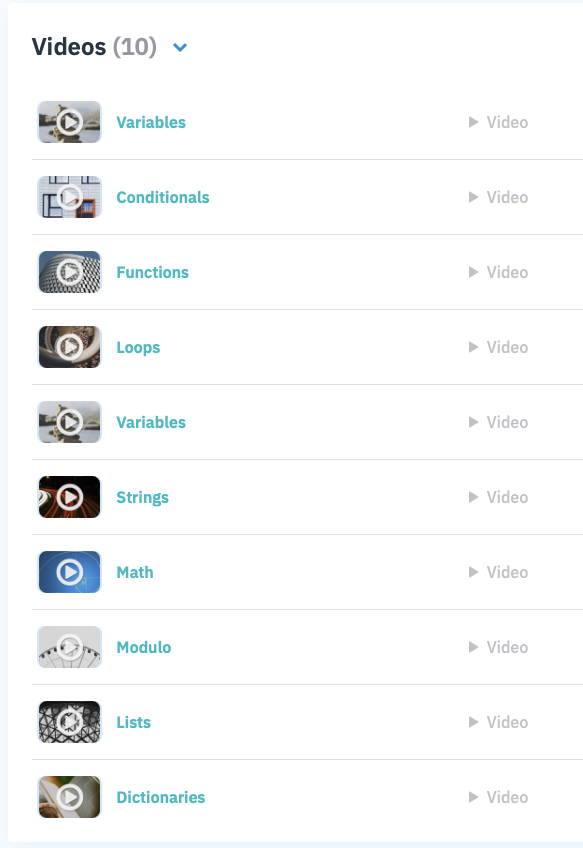 Videos (10)
Variables Video
Conditionals Video
Functions Video
Loops Video
Variables Video
Strings Video
Math Video
Modulo Video
Lists Video
Dictionaries Video